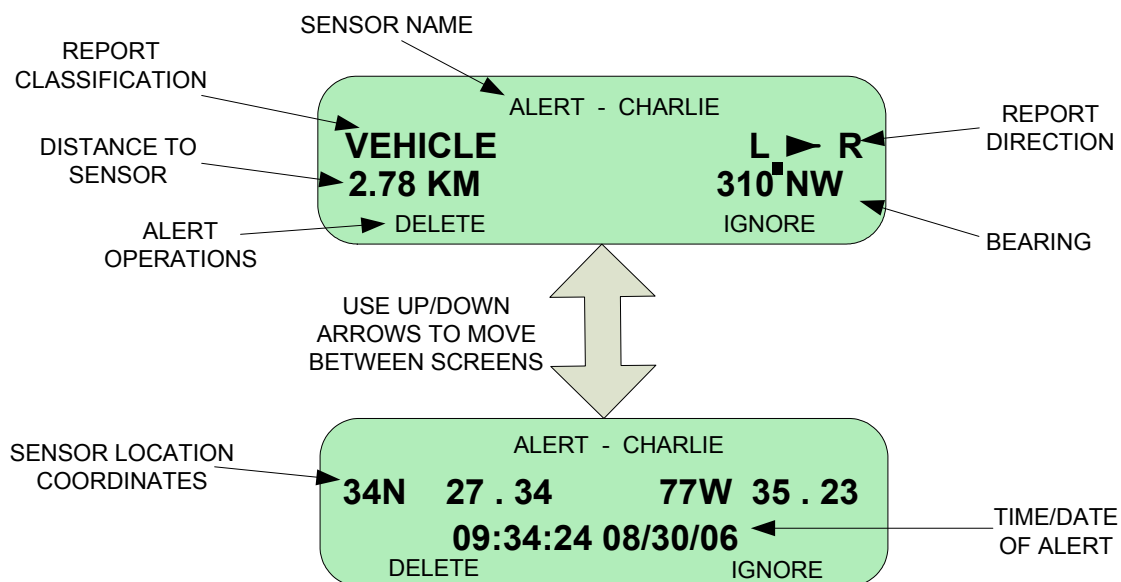 SENSOR NAME
REPORT
CLASSIFICATION
ALERT - CHARLIE
REPORT
DIRECTION
VEHICLE
L R
DISTANCE TO
SENSOR
2.78 KM
310 NW
ALERT
OPERATIONS
DELETE
IGNORE
BEARING
USE UP/DOWN
ARROWS TO MOVE
BETWEEN SCREENS
ALERT - CHARLIE
SENSOR LOCATION
COORDINATES
34N 27 . 34 77W 35 . 23
09:34:24 08/30/06
TIME/DATE
OF ALERT
DELETE
IGNORE